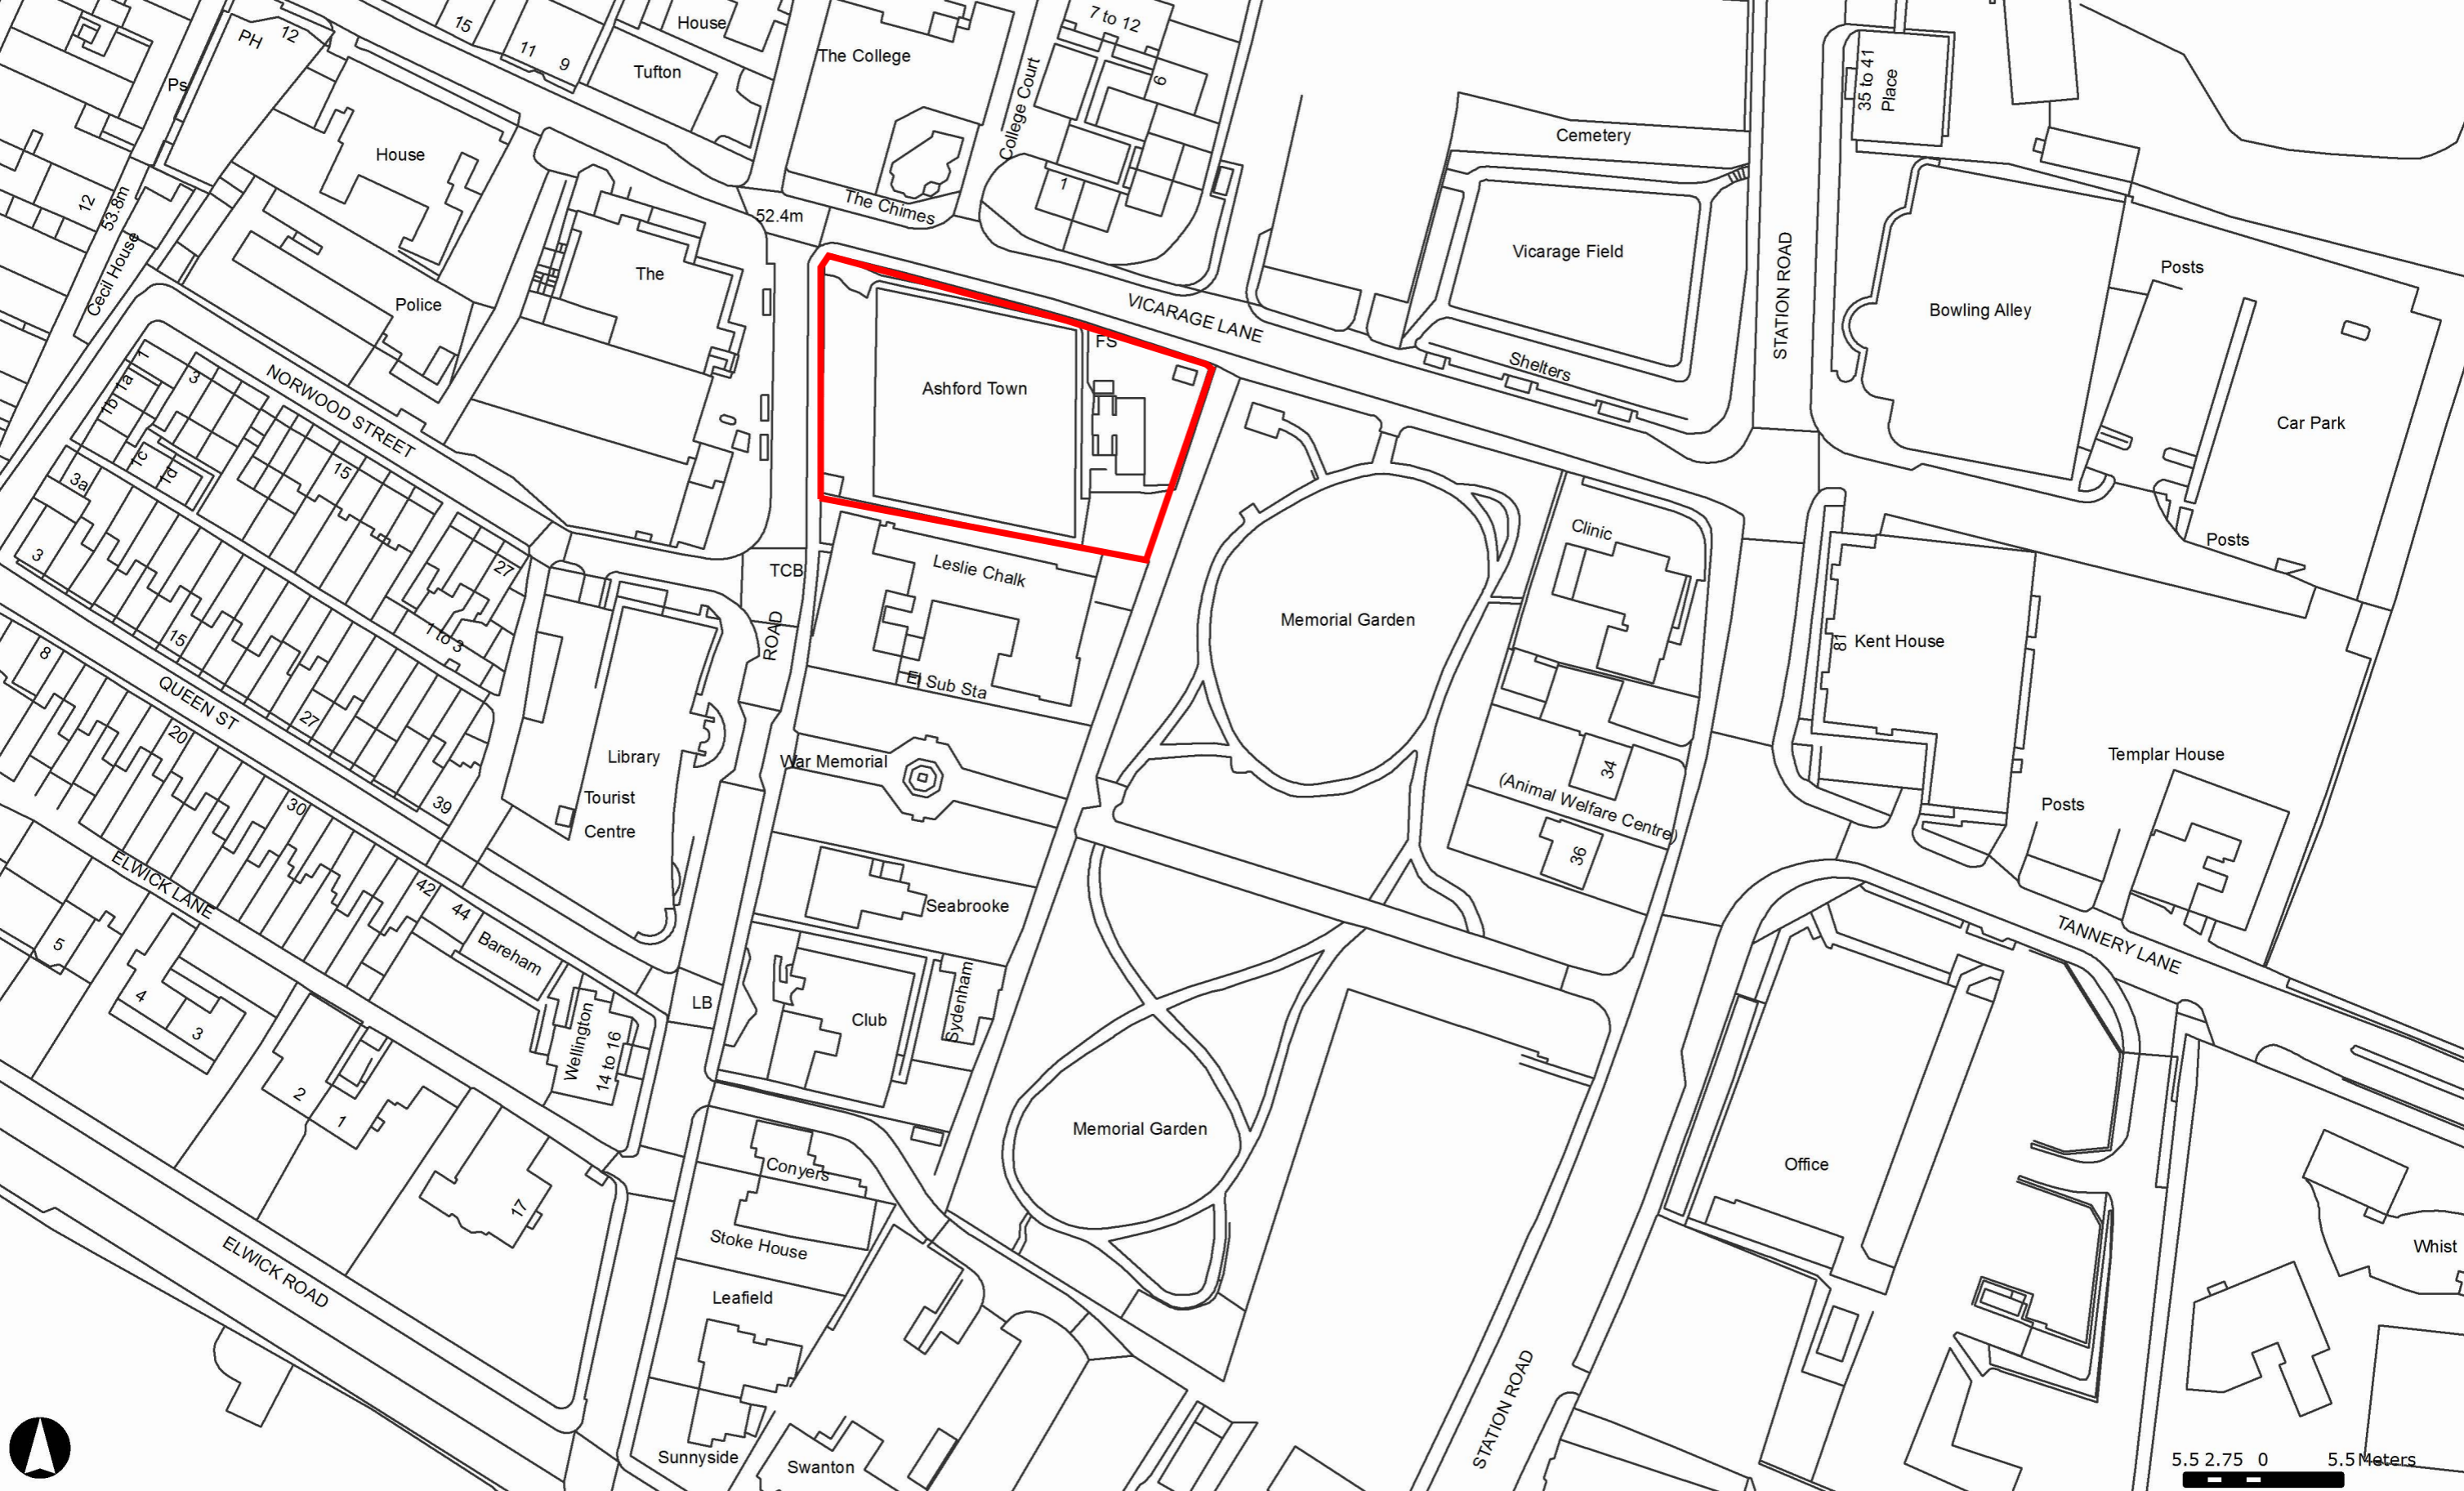 15
House
7 to 12
PH
12
11
9
Tufton
The College
College Court
6
35 to 41
Place
Ps
House
Cemetery
12
53.8m
1
The Chimes
52.4m
Vicarage Field
STATION ROAD
Cecil House
The
Police
Posts
VICARAGE LANE
Bowling Alley
FS
1
1a
1b
3
NORWOOD STREET
Ashford Town
Shelters
Car Park
1c
1d
3a
15
Clinic
Posts
3
27
TCB
Leslie Chalk
Memorial Garden
15
1 to 3
ROAD
81
Kent House
8
QUEEN ST
27
El Sub Sta
20
Library
War Memorial
34
Templar House
Tourist
Centre
30
39
(Animal Welfare Centre)
Posts
36
ELWICK LANE
42
44
Seabrooke
5
Bareham
TANNERY LANE
4
3
Wellington
14 to 16
LB
Club
Sydenham
2
1
Memorial Garden
Conyers
Office
17
Stoke House
Whist
ELWICK ROAD
Leafield
STATION ROAD
Sunnyside
Swanton
5.5 2.75 0 5.5 Meters